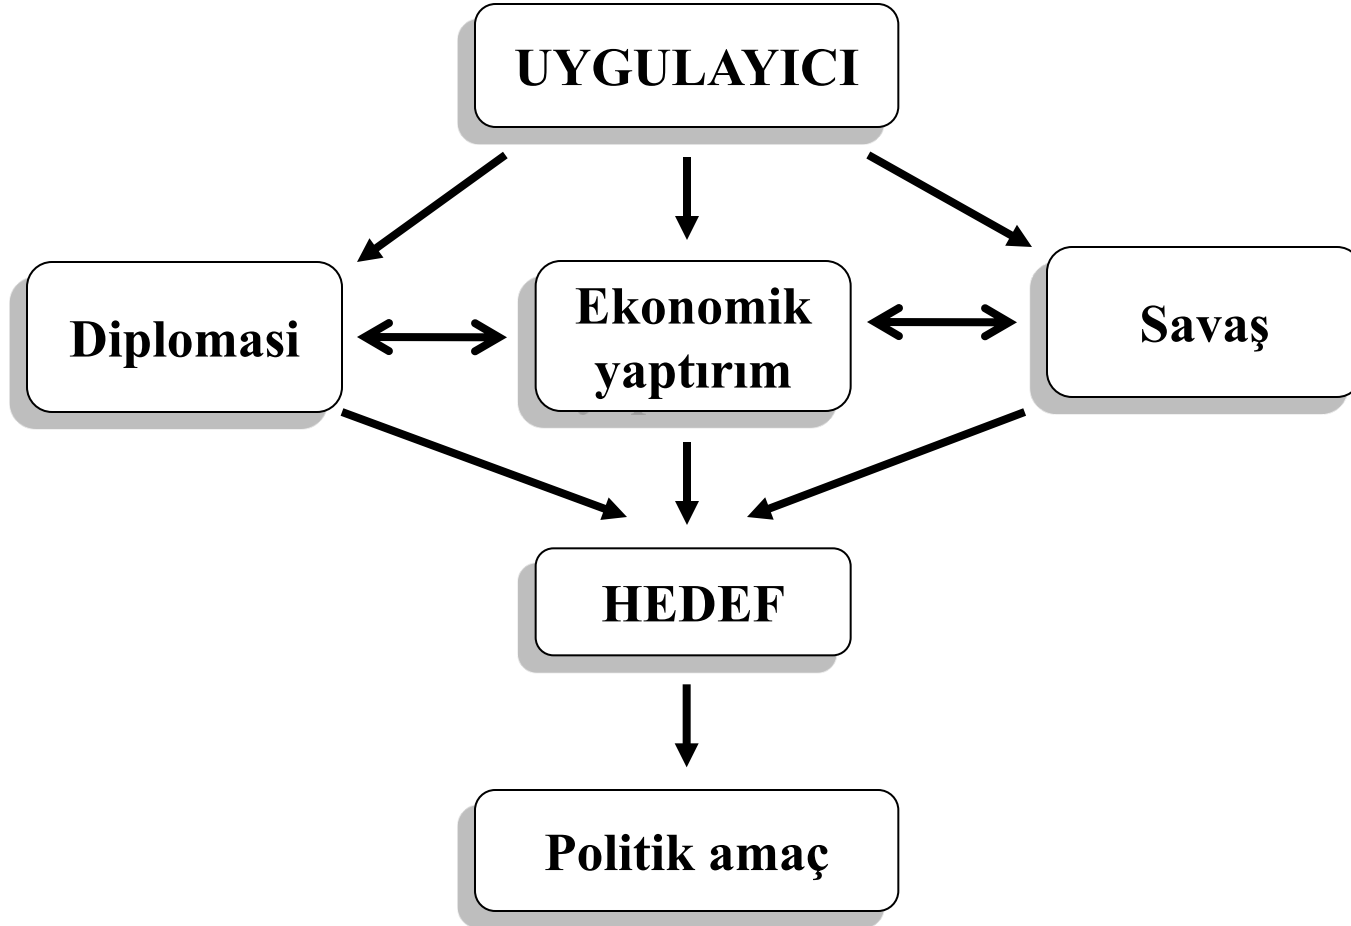 UYGULAYICI
Diplomasi
Ekonomik
yaptırım
Savaş
HEDEF
Politik amaç